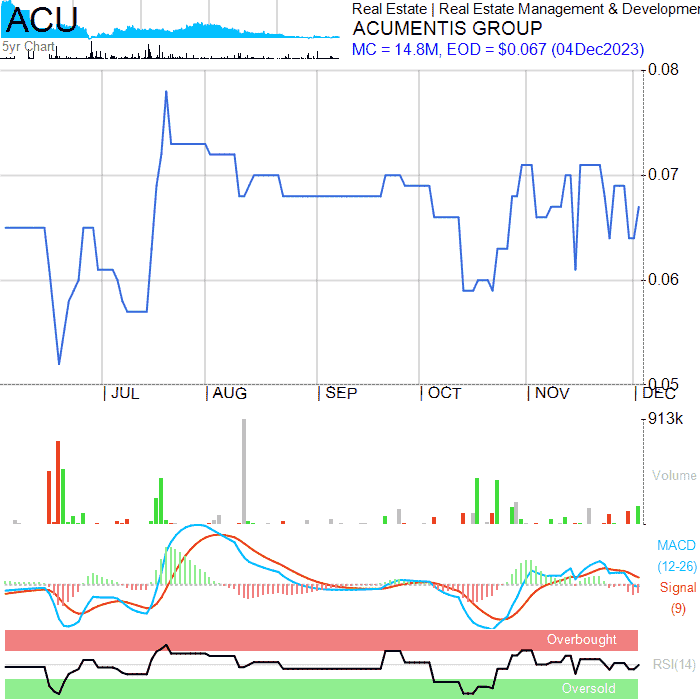 ACU
5yr Chart
Real Estate | Real Estate Management & Developmen
ACUMENTIS GROUP
MC = 14.8M, EOD = $0.067 (04Dec2023)
0.08
0.07
0.06
0.05
JUL
AUG
SEP
OCT
NOV
DEC
913k
Volume
MACD
(12-26)
Signal
(9)
Overbought
RSI(14)
Oversold